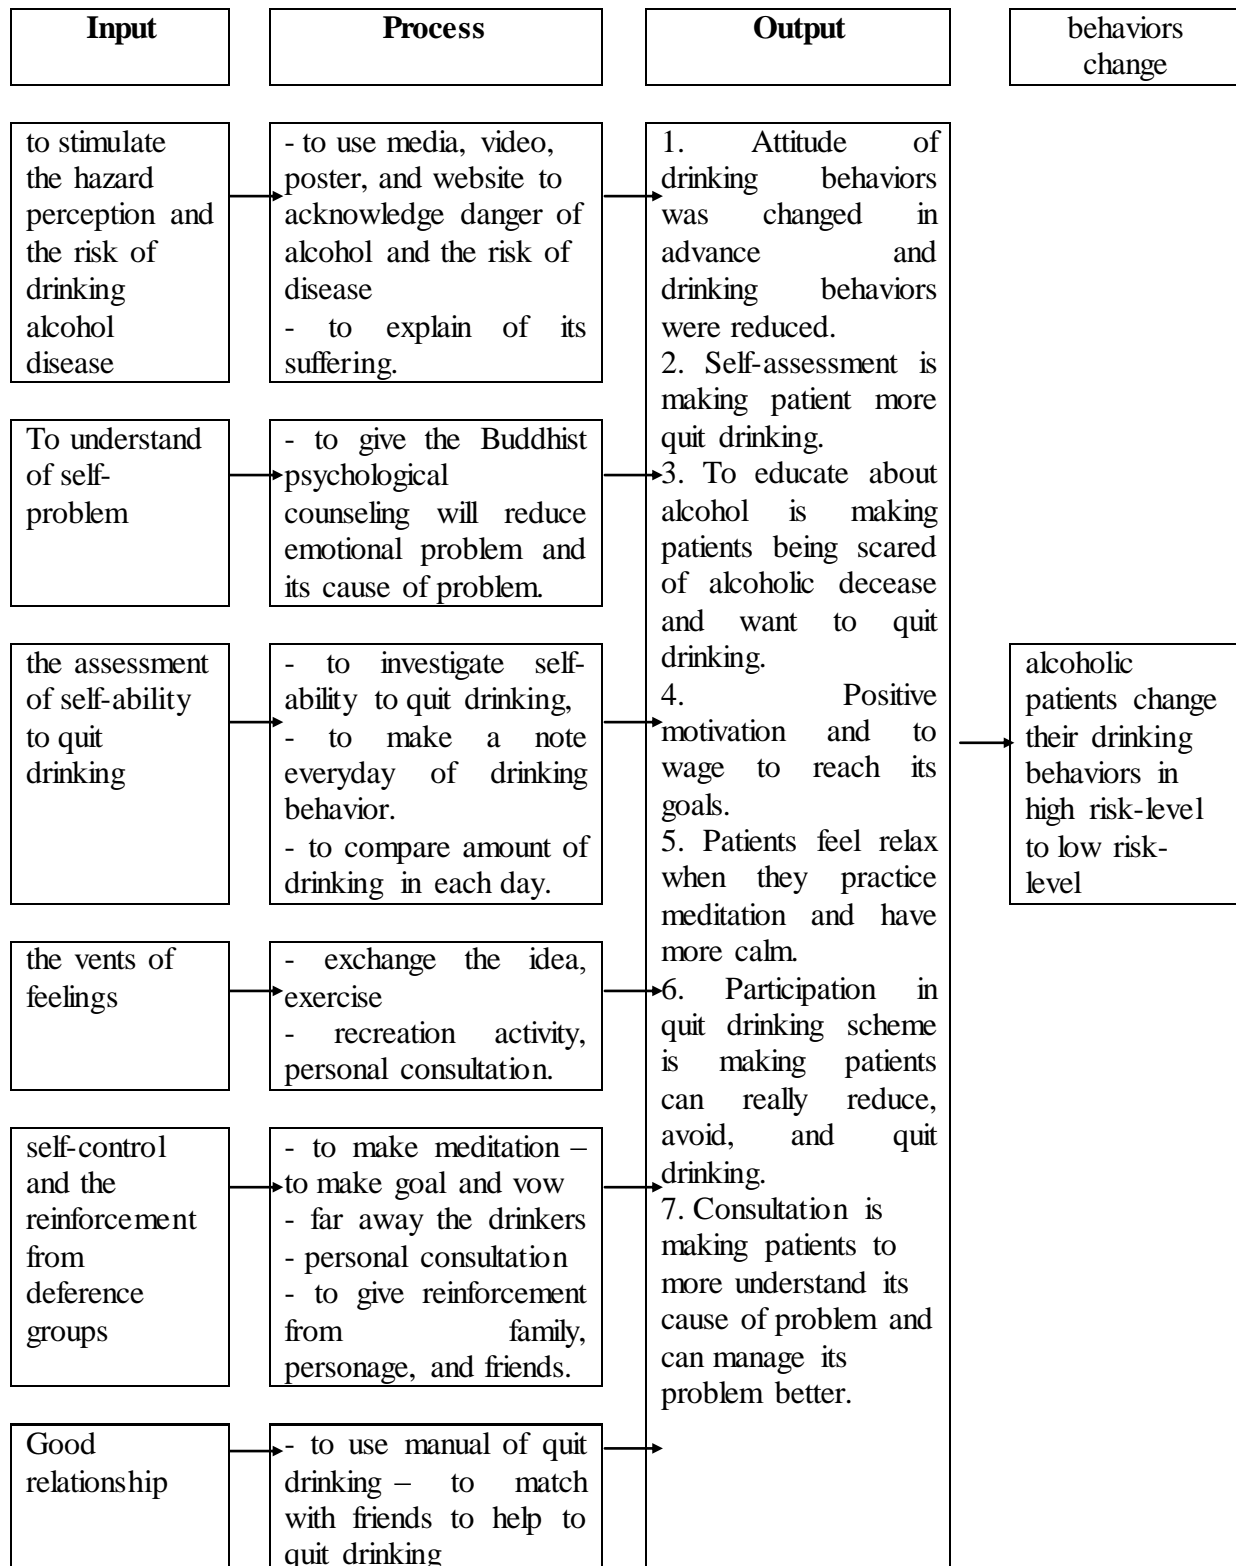 Input
Process
Output
behaviors
change
to stimulate
the hazard
perception and
the risk of
drinking
alcohol
disease
- to use media, video,
poster, and website to
acknowledge danger of
alcohol and the risk of
disease
- to explain of its
suffering.
To understand
of self-
problem
- to give the Buddhist
psychological
counseling will reduce
emotional problem and
its cause of problem.
the assessment
of self-ability
to quit
drinking
- to investigate self-
ability to quit drinking,
- to make a note
everyday of drinking
behavior.
- to compare amount of
drinking in each day.
the vents of
feelings
- exchange the idea,
exercise
- recreation activity,
personal consultation.
self-control
and the
reinforcement
from
deference
groups
- to make meditation –
to make goal and vow
- far away the drinkers
- personal consultation
- to give reinforcement
from family,
personage, and friends.
Good
relationship
- to use manual of quit
drinking – to match
with friends to help to
quit drinking
1. Attitude of
drinking behaviors
was changed in
advance and
drinking behaviors
were reduced.
2. Self-assessment is
making patient more
quit drinking.
3. To educate about
alcohol is making
patients being scared
of alcoholic decease
and want to quit
drinking.
4. Positive
motivation and to
wage to reach its
goals.
5. Patients feel relax
when they practice
meditation and have
more calm.
6. Participation in
quit drinking scheme
is making patients
can really reduce,
avoid, and quit
drinking.
7. Consultation is
making patients to
more understand its
cause of problem and
can manage its
problem better.
alcoholic
patients change
their drinking
behaviors in
high risk-level
to low risk-
level